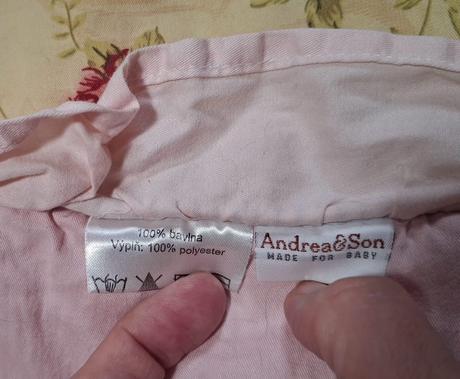 100% bavlna
Výplň: 100% polyester
Andrea&Son
MADE FOR BABY